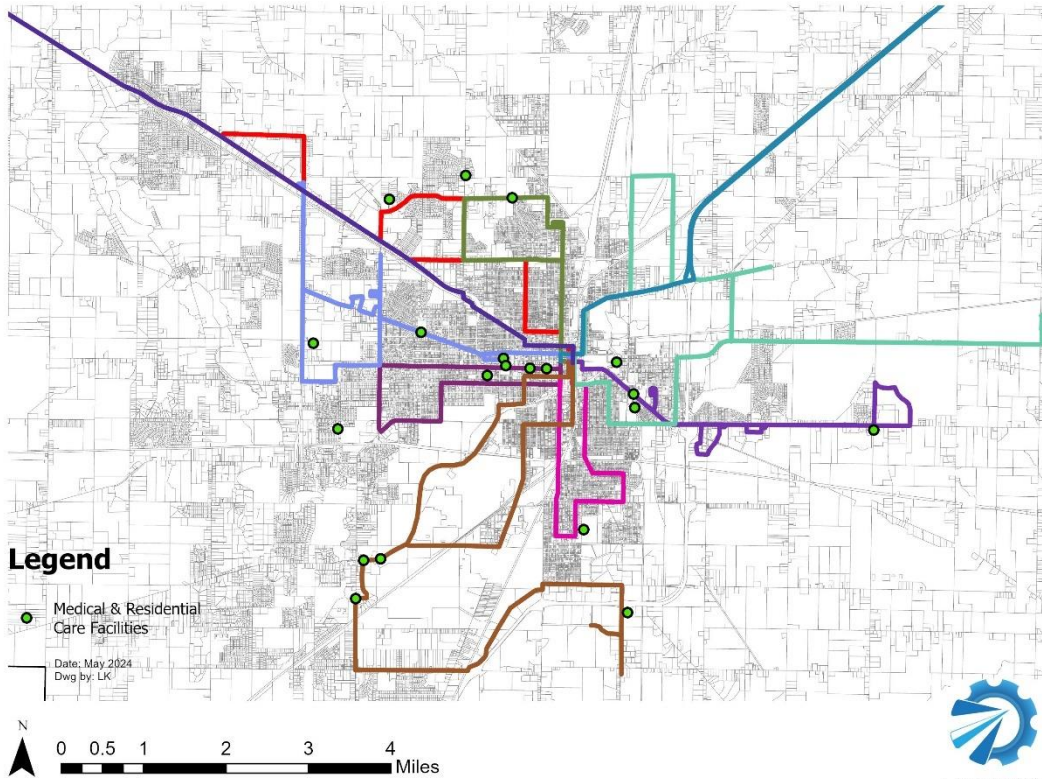 Legend
Medical & Residential
Care Facilities
Date: May 2024
Dwg by: LK
N
0 0.5 1 2 3 4
Miles